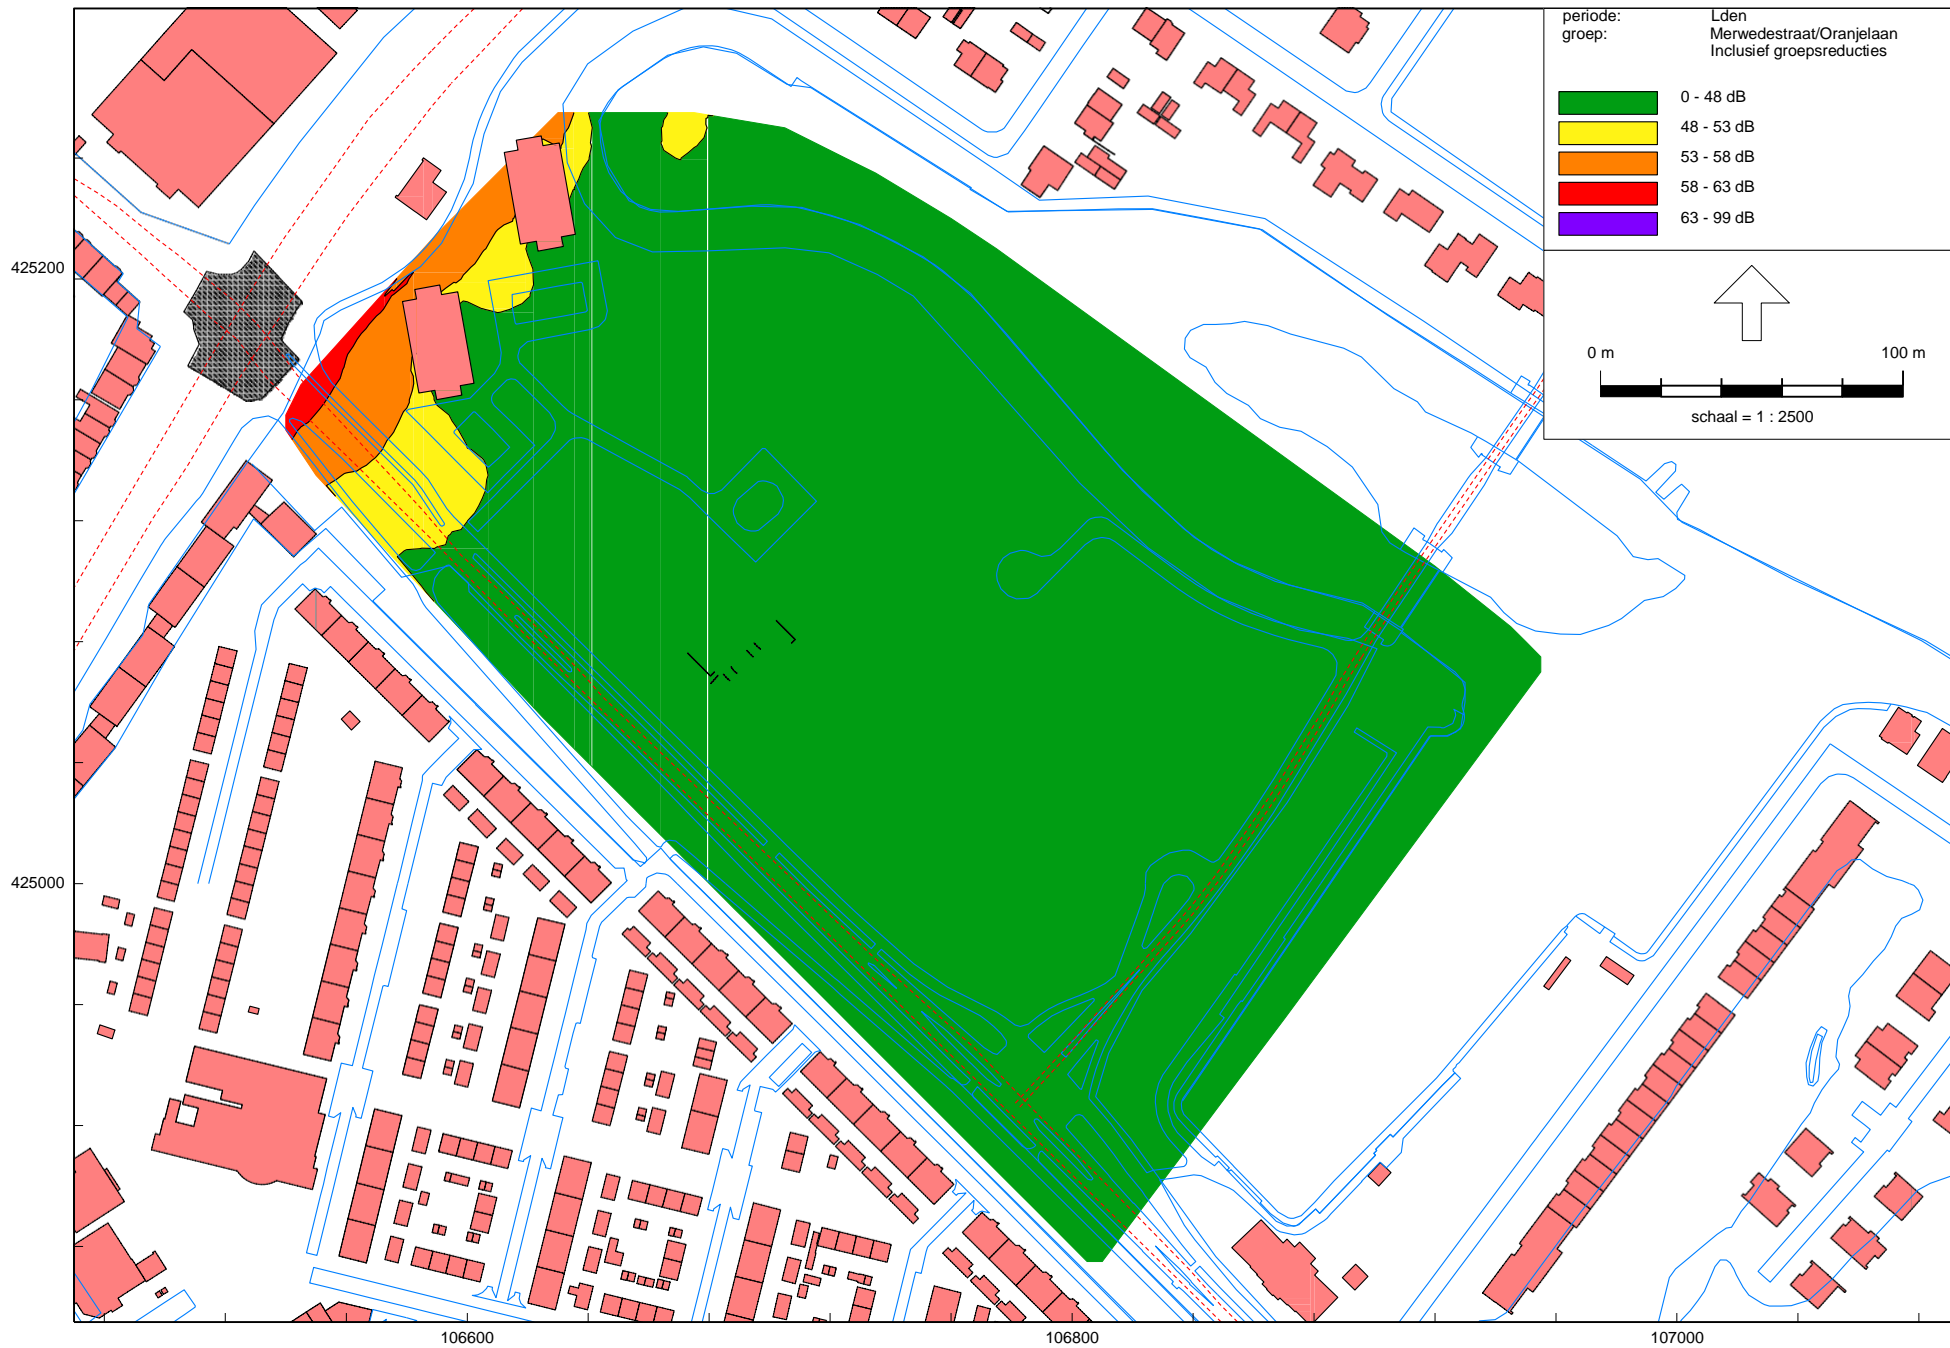 periode: Lden
groep: Merwedestraat/Oranjelaan
Inclusief groepsreducties
0 - 48 dB
48 - 53 dB
53 - 58 dB
58 - 63 dB
63 - 99 dB
0 m 100 m
schaal = 1 : 2500
425200
425000
106600 106800 107000